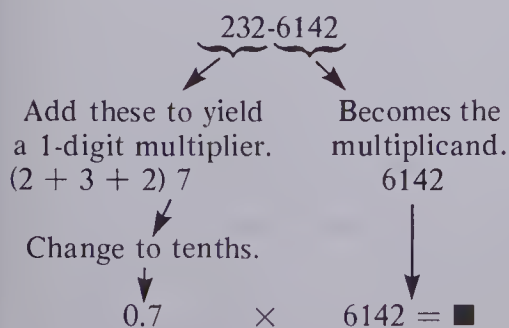 232-6142
Add these to yield Becomes the
a 1-digit multiplier. multiplicand.
(2 + 3 + 2) 7 6142
Change to tenths.
0.7 × 6142 = ■